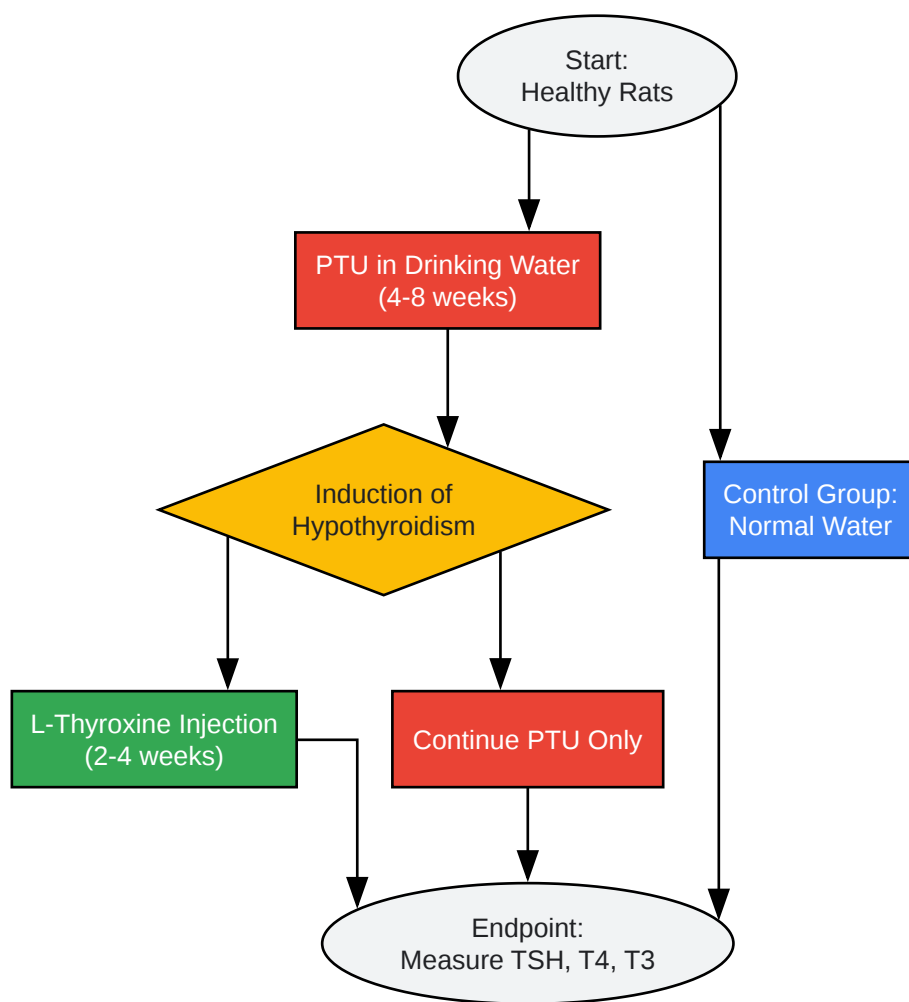 Start:
Healthy Rats
PTU in Drinking Water
(4-8 weeks)
Induction of
Hypothyroidism
Control Group:
Normal Water
L-Thyroxine Injection
(2-4 weeks)
Continue PTU Only
Endpoint:
Measure TSH, T4, T3